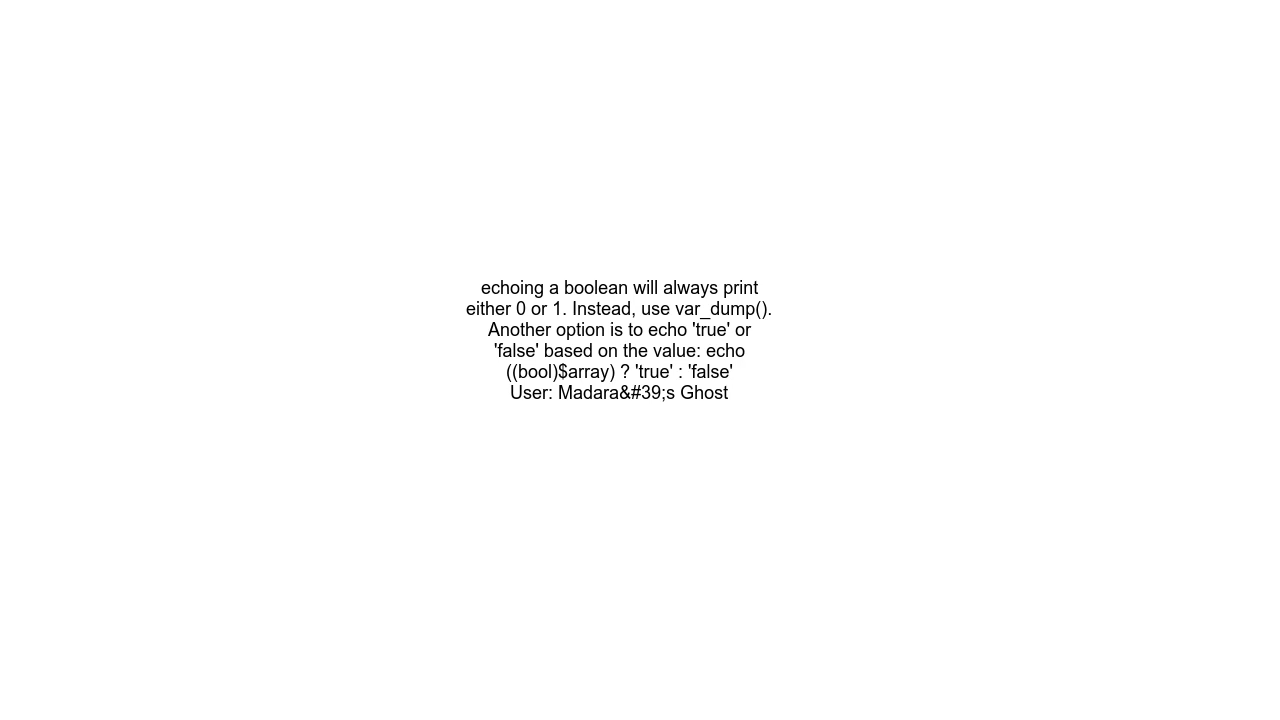 echoing a boolean will always print
either 0 or 1. Instead, use var_dump().
Another option is to echo 'true' or
'false' based on the value: echo
((bool)$array) ? 'true' : 'false'
User: Madara&#39;s Ghost